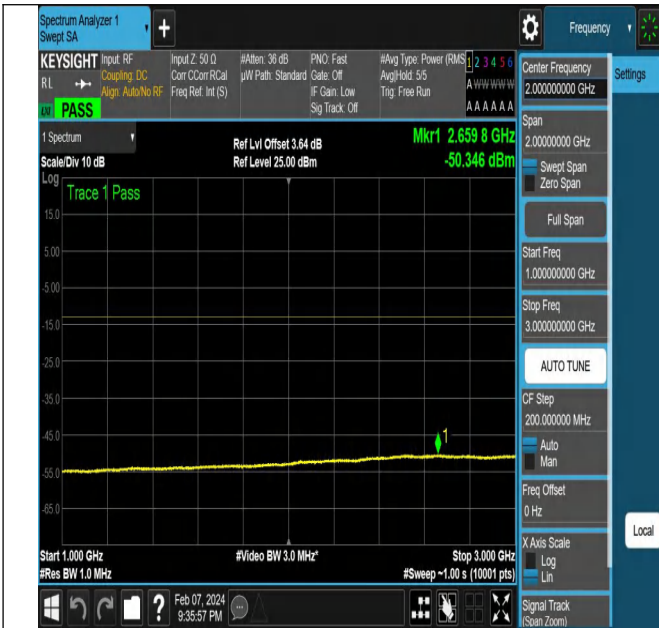 Spectrum Analyzer 1
Swept SA
+
Frequency
KEYSIGHT
Input: RF
Input Z: 50 Ω
#Atten: 36 dB
PNO: Fast
#Avg Type: Power (RMS
1 2 3 4 5 6
RL
Coupling: DC
Corr CCorr RCal
µW Path: Standard
Gate: Off
Avg|Hold: 5/5
Align: Auto/No RF
Freq Ref: Int (S)
IF Gain: Low
Trig: Free Run
A W W W W W
Sig Track: Off
A A A A A A
LXI
PASS
Center Frequency
2.000000000 GHz
Settings
1 Spectrum
Ref Lvl Offset 3.64 dB
Mkr1 2.659 8 GHz
Scale/Div 10 dB
Ref Level 25.00 dBm
-50.346 dBm
Log
Trace 1 Pass
15.0
5.00
-5.00
-15.0
-25.0
-35.0
-45.0
-55.0
-65.0
1
Start 1.000 GHz
#Video BW 3.0 MHz*
Stop 3.000 GHz
#Res BW 1.0 MHz
#Sweep ~1.00 s (10001 pts)
Span
2.00000000 GHz
Swept Span
Zero Span
Full Span
Start Freq
1.000000000 GHz
Stop Freq
3.000000000 GHz
AUTO TUNE
CF Step
200.000000 MHz
Auto
Man
Freq Offset
0 Hz
X Axis Scale
Log
Lin
Local
Signal Track
(Span Zoom)
?
Feb 07, 2024
9:35:57 PM